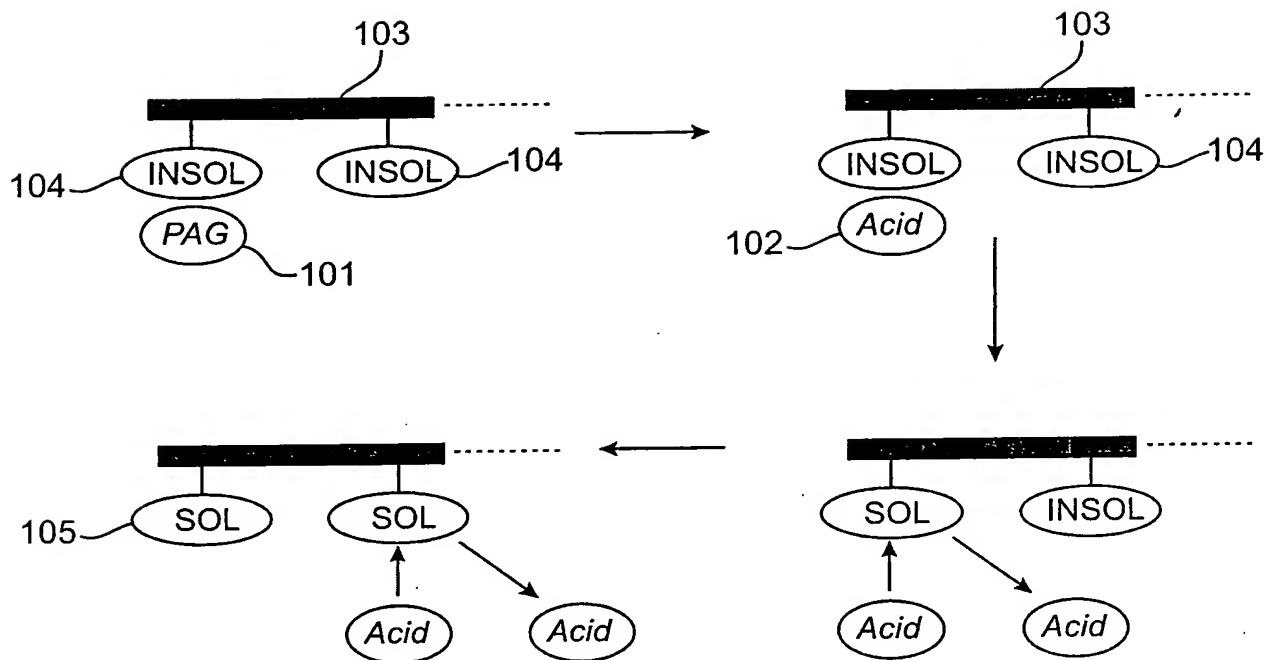 103
103
INSOL INSOL
104 104
INSOL INSOL
104
PAG
101
Acid
102
SOL SOL
105
SOL INSOL
Acid Acid
Acid Acid